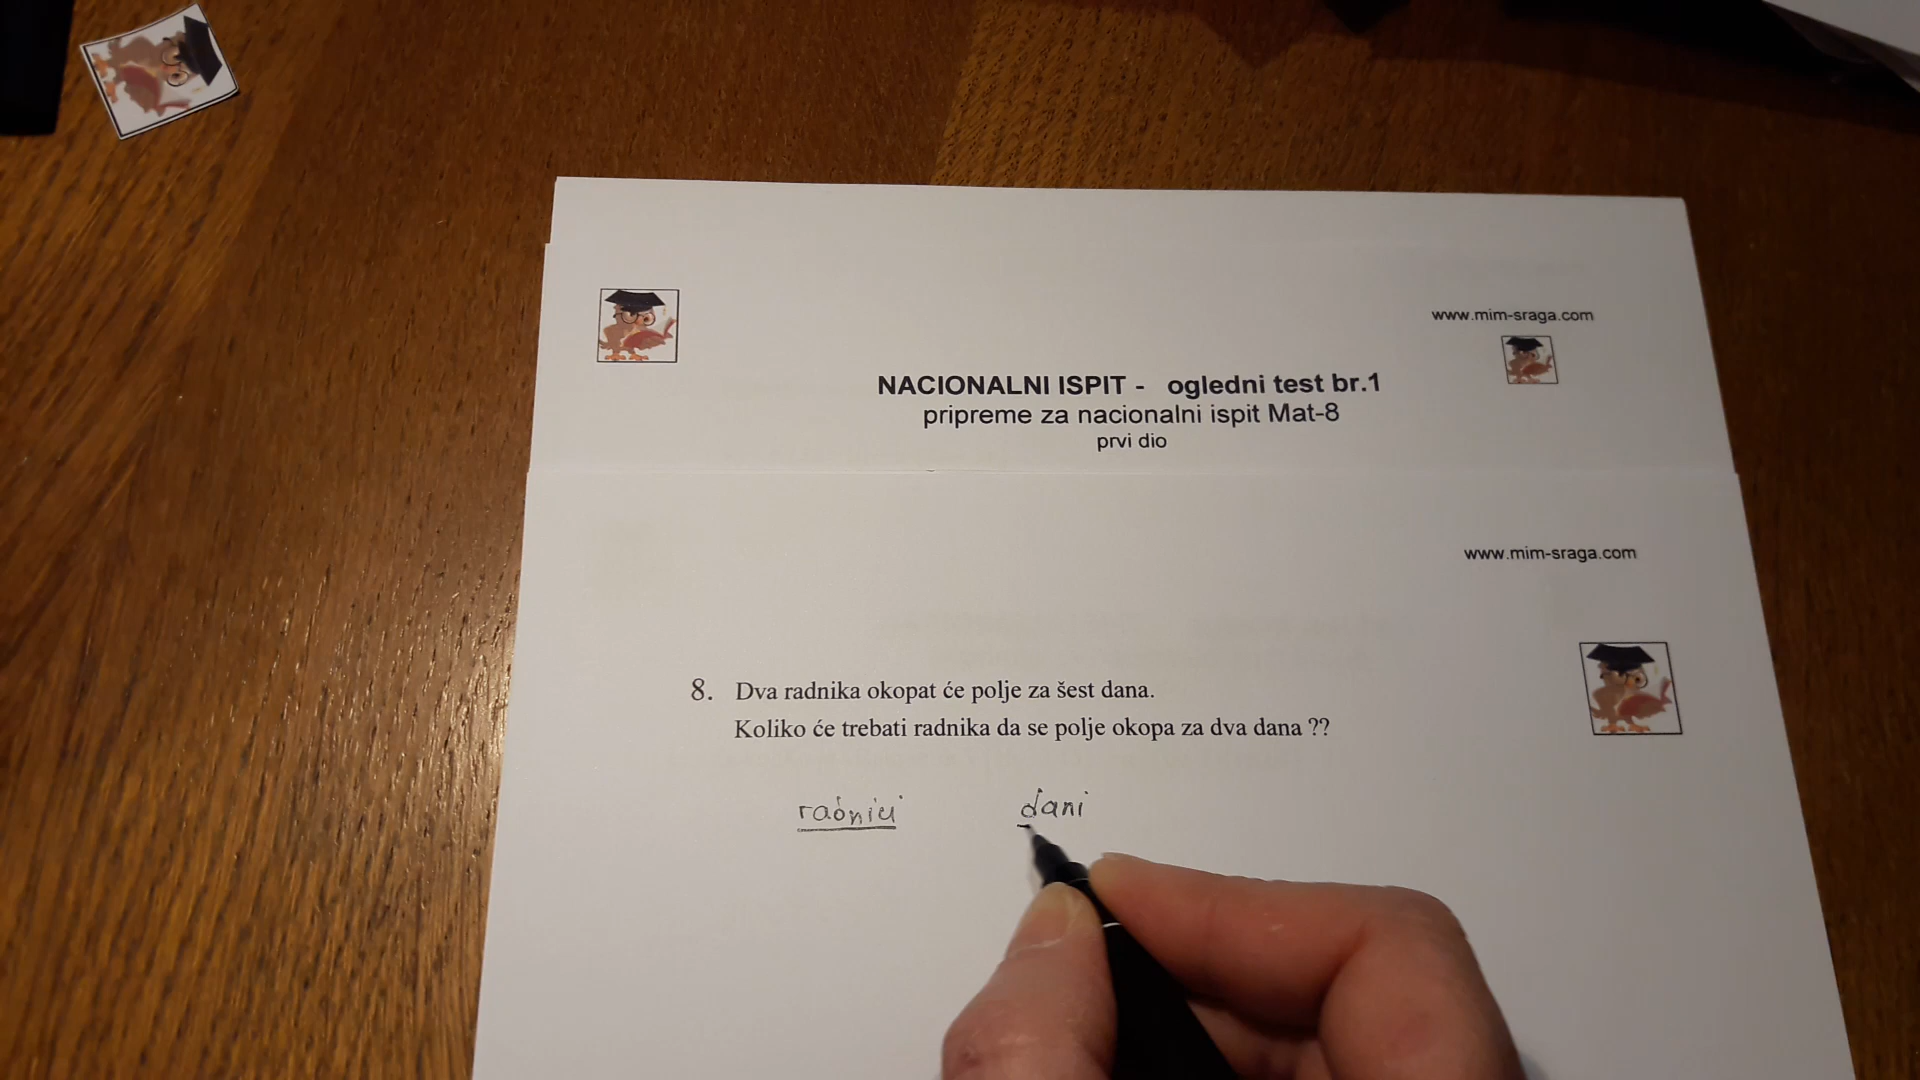 www.mim-sraga.com
NACIONALNI ISPIT - ogledni test br.1
pripreme za nacionalni ispit Mat-8
prvi dio
www.mim-sraga.com
8. Dva radnika okopat će polje za šest dana.
Koliko će trebati radnika da se polje okopa za dva dana ??
radnici dani